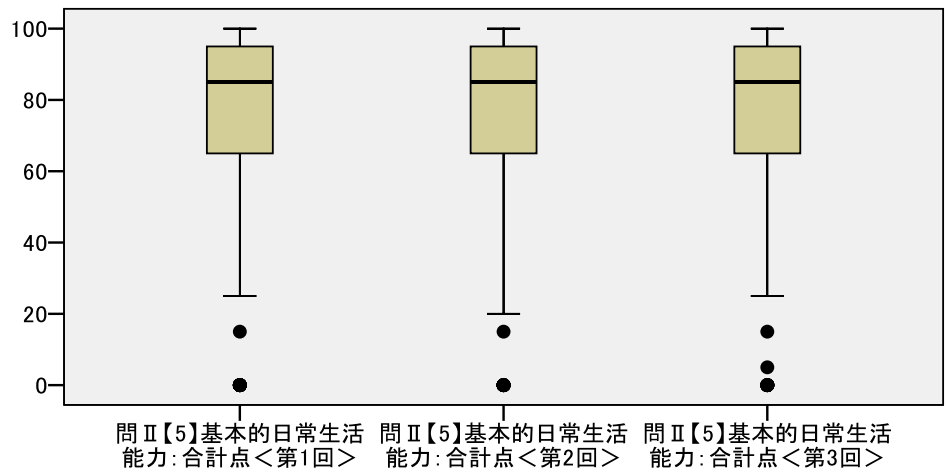 100
80
60
40
20
0
問Ⅱ【5】基本的日常生活
能力：合計点＜第1回＞
問Ⅱ【5】基本的日常生活
能力：合計点＜第2回＞
問Ⅱ【5】基本的日常生活
能力：合計点＜第3回＞